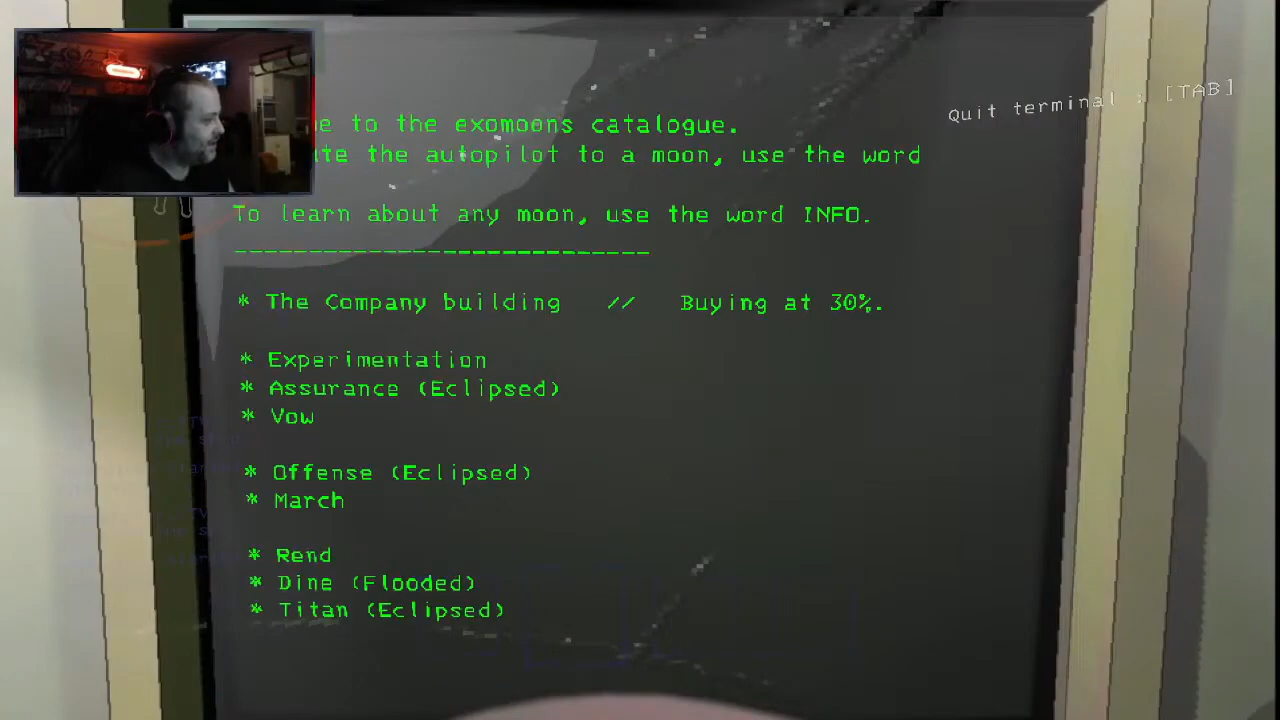 Quit terminal : [TAB]
to the exomoons catalogue.
the autopilot to a moon, use the word
To learn about any moon, use the word INFO.
----------------------------
* The Company building // Buying at 30%.
* Experimentation
* Assurance (Eclipsed)
* Vow
* Offense (Eclipsed)
* March
* Rend
* Dine (Flooded)
* Titan (Eclipsed)